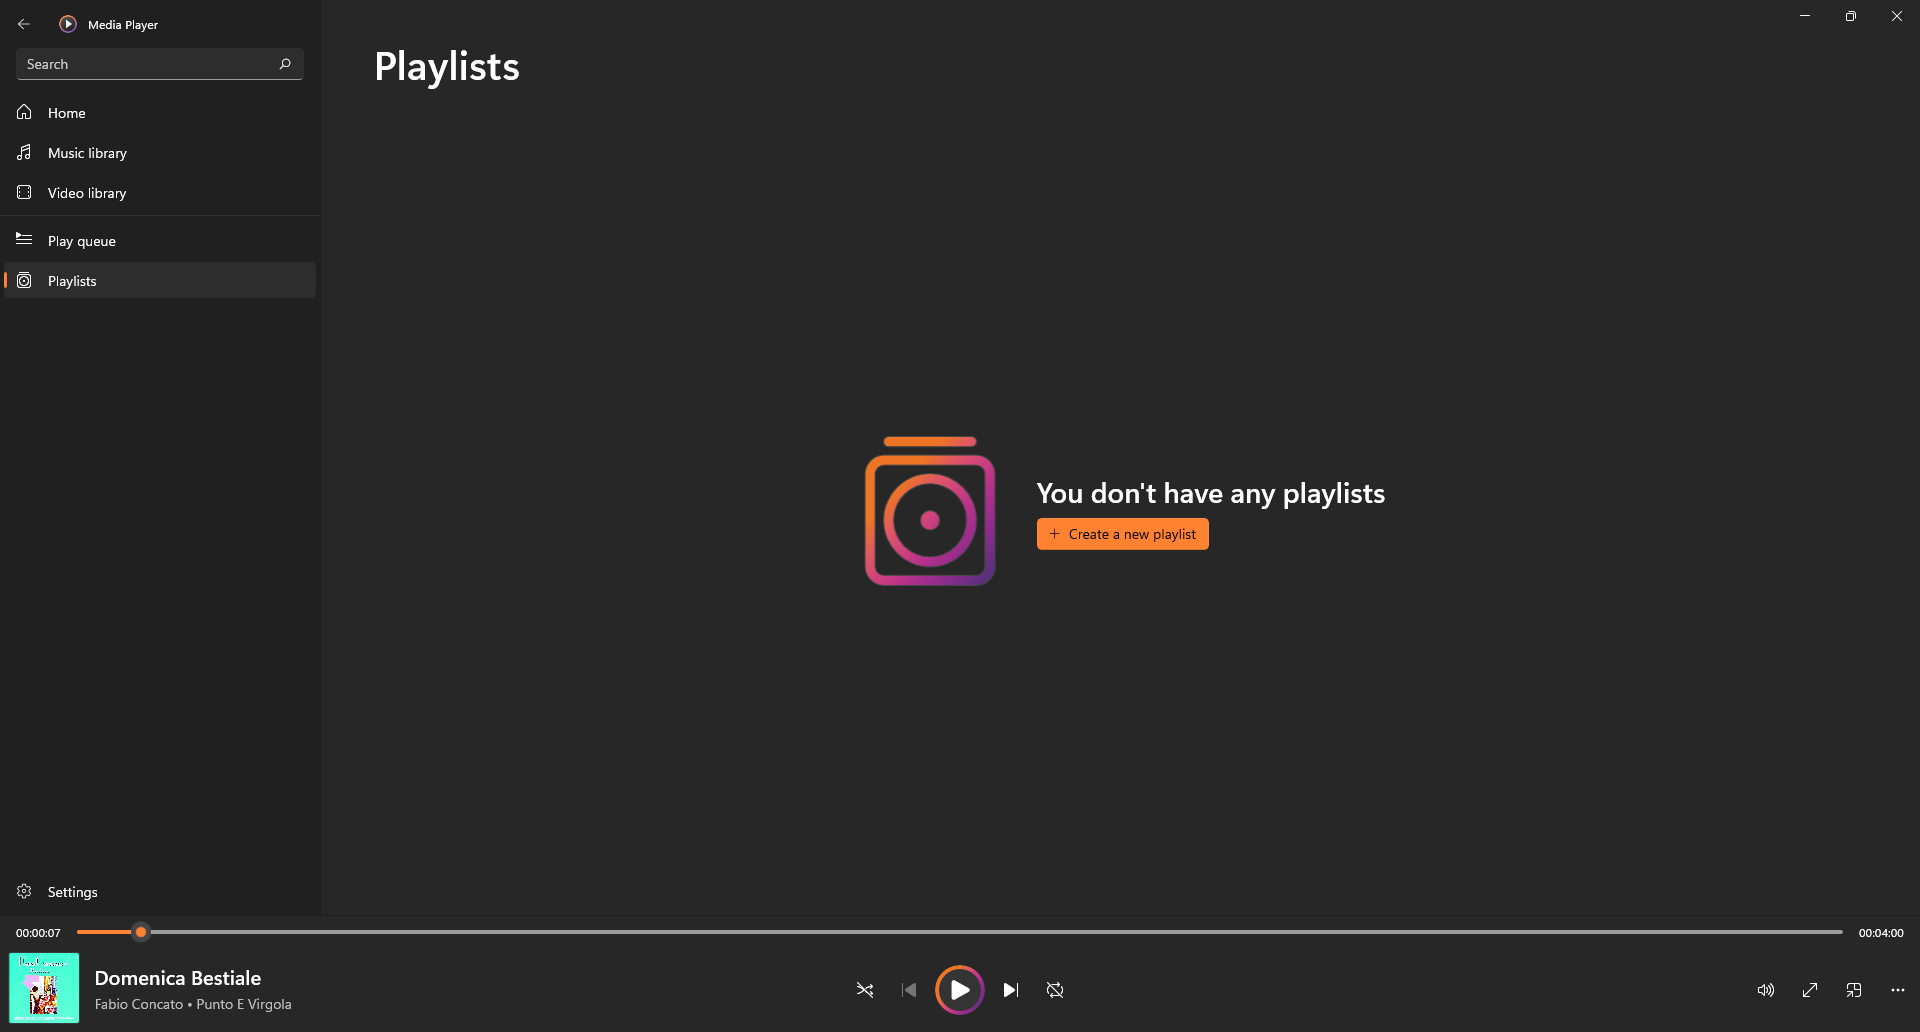 Media Player
Search
Home
Music library
Video library
Play queue
Playlists
Settings
Playlists
You don't have any playlists
Create a new playlist
00:00:07
00:04:00
Domenica Bestiale
Fabio Concato • Punto E Virgola